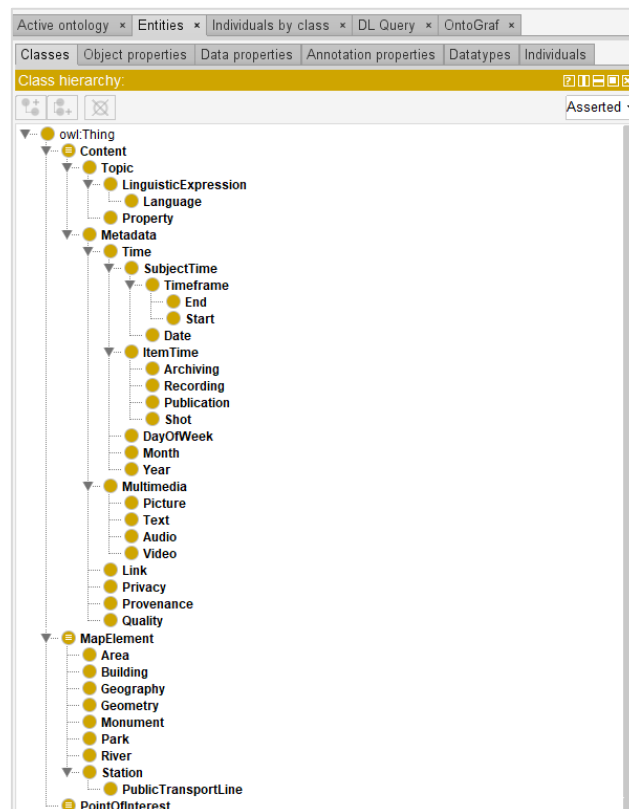 Active ontology × Entities × Individuals by class × DL Query × OntoGraf ×
Classes Object properties Data properties Annotation properties Datatypes Individuals
Class hierarchy:
Asserted
owl:Thing
Content
Topic
LinguisticExpression
Language
Property
Metadata
Time
SubjectTime
Timeframe
End
Start
Date
ItemTime
Archiving
Recording
Publication
Shot
DayOfWeek
Month
Year
Multimedia
Picture
Text
Audio
Video
Link
Privacy
Provenance
Quality
MapElement
Area
Building
Geography
Geometry
Monument
Park
River
Station
PublicTransportLine
PointOfInterest